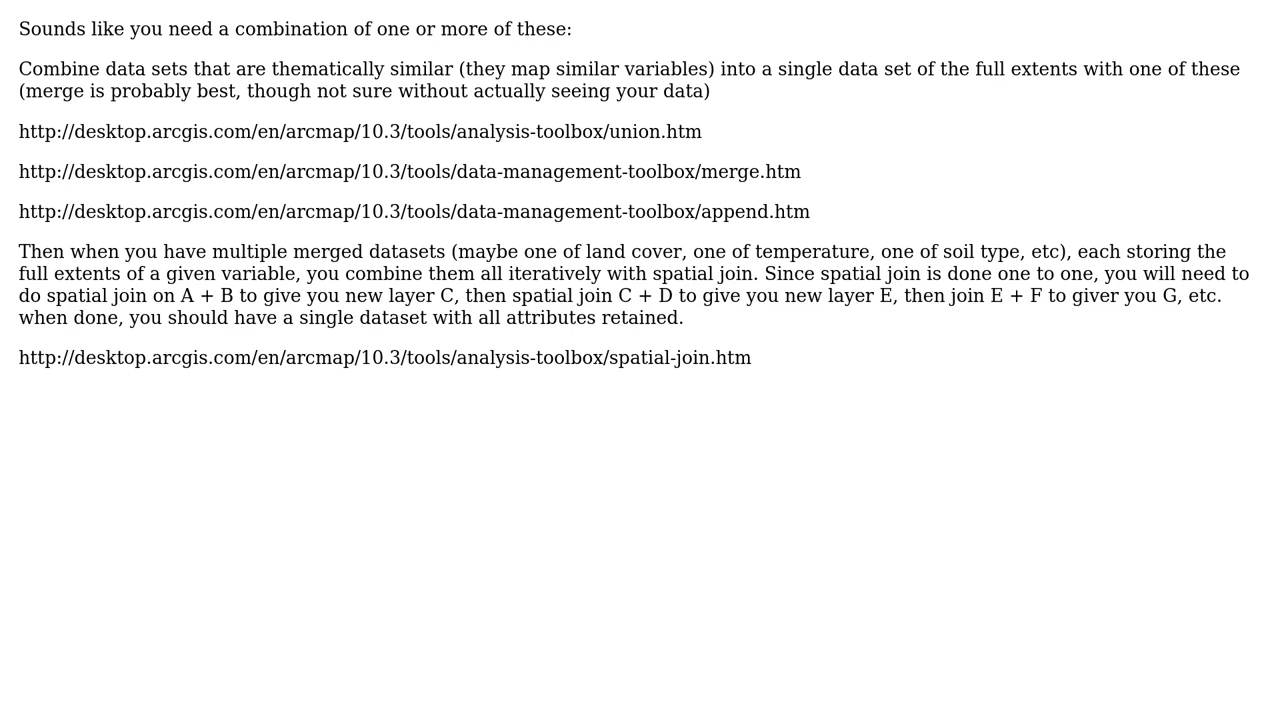 Sounds like you need a combination of one or more of these:
Combine data sets that are thematically similar (they map similar variables) into a single data set of the full extents with one of these
(merge is probably best, though not sure without actually seeing your data)
http://desktop.arcgis.com/en/arcmap/10.3/tools/analysis-toolbox/union.htm
http://desktop.arcgis.com/en/arcmap/10.3/tools/data-management-toolbox/merge.htm
http://desktop.arcgis.com/en/arcmap/10.3/tools/data-management-toolbox/append.htm
Then when you have multiple merged datasets (maybe one of land cover, one of temperature, one of soil type, etc), each storing the
full extents of a given variable, you combine them all iteratively with spatial join. Since spatial join is done one to one, you will need to
do spatial join on A + B to give you new layer C, then spatial join C + D to give you new layer E, then join E + F to giver you G, etc.
when done, you should have a single dataset with all attributes retained.
http://desktop.arcgis.com/en/arcmap/10.3/tools/analysis-toolbox/spatial-join.htm